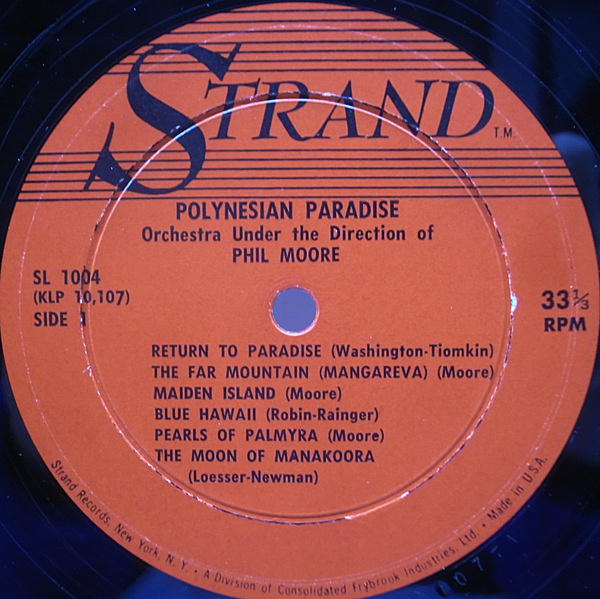 STRAND
T.M.
POLYNESIAN PARADISE
Orchestra Under the Direction of
PHIL MOORE
SL 1004
(KLP 10,107)
SIDE 1
33 1/3
RPM
RETURN TO PARADISE (Washington-Tiomkin)
THE FAR MOUNTAIN (MANGAREVA) (Moore)
MAIDEN ISLAND (Moore)
BLUE HAWAII (Robin-Rainger)
PEARLS OF PALMYRA (Moore)
THE MOON OF MANAKOORA
(Loesser-Newman)
Strand Records, New York, N. Y. • A Division of Consolidated Frybrook Industries, Ltd. • Made in U.S.A.